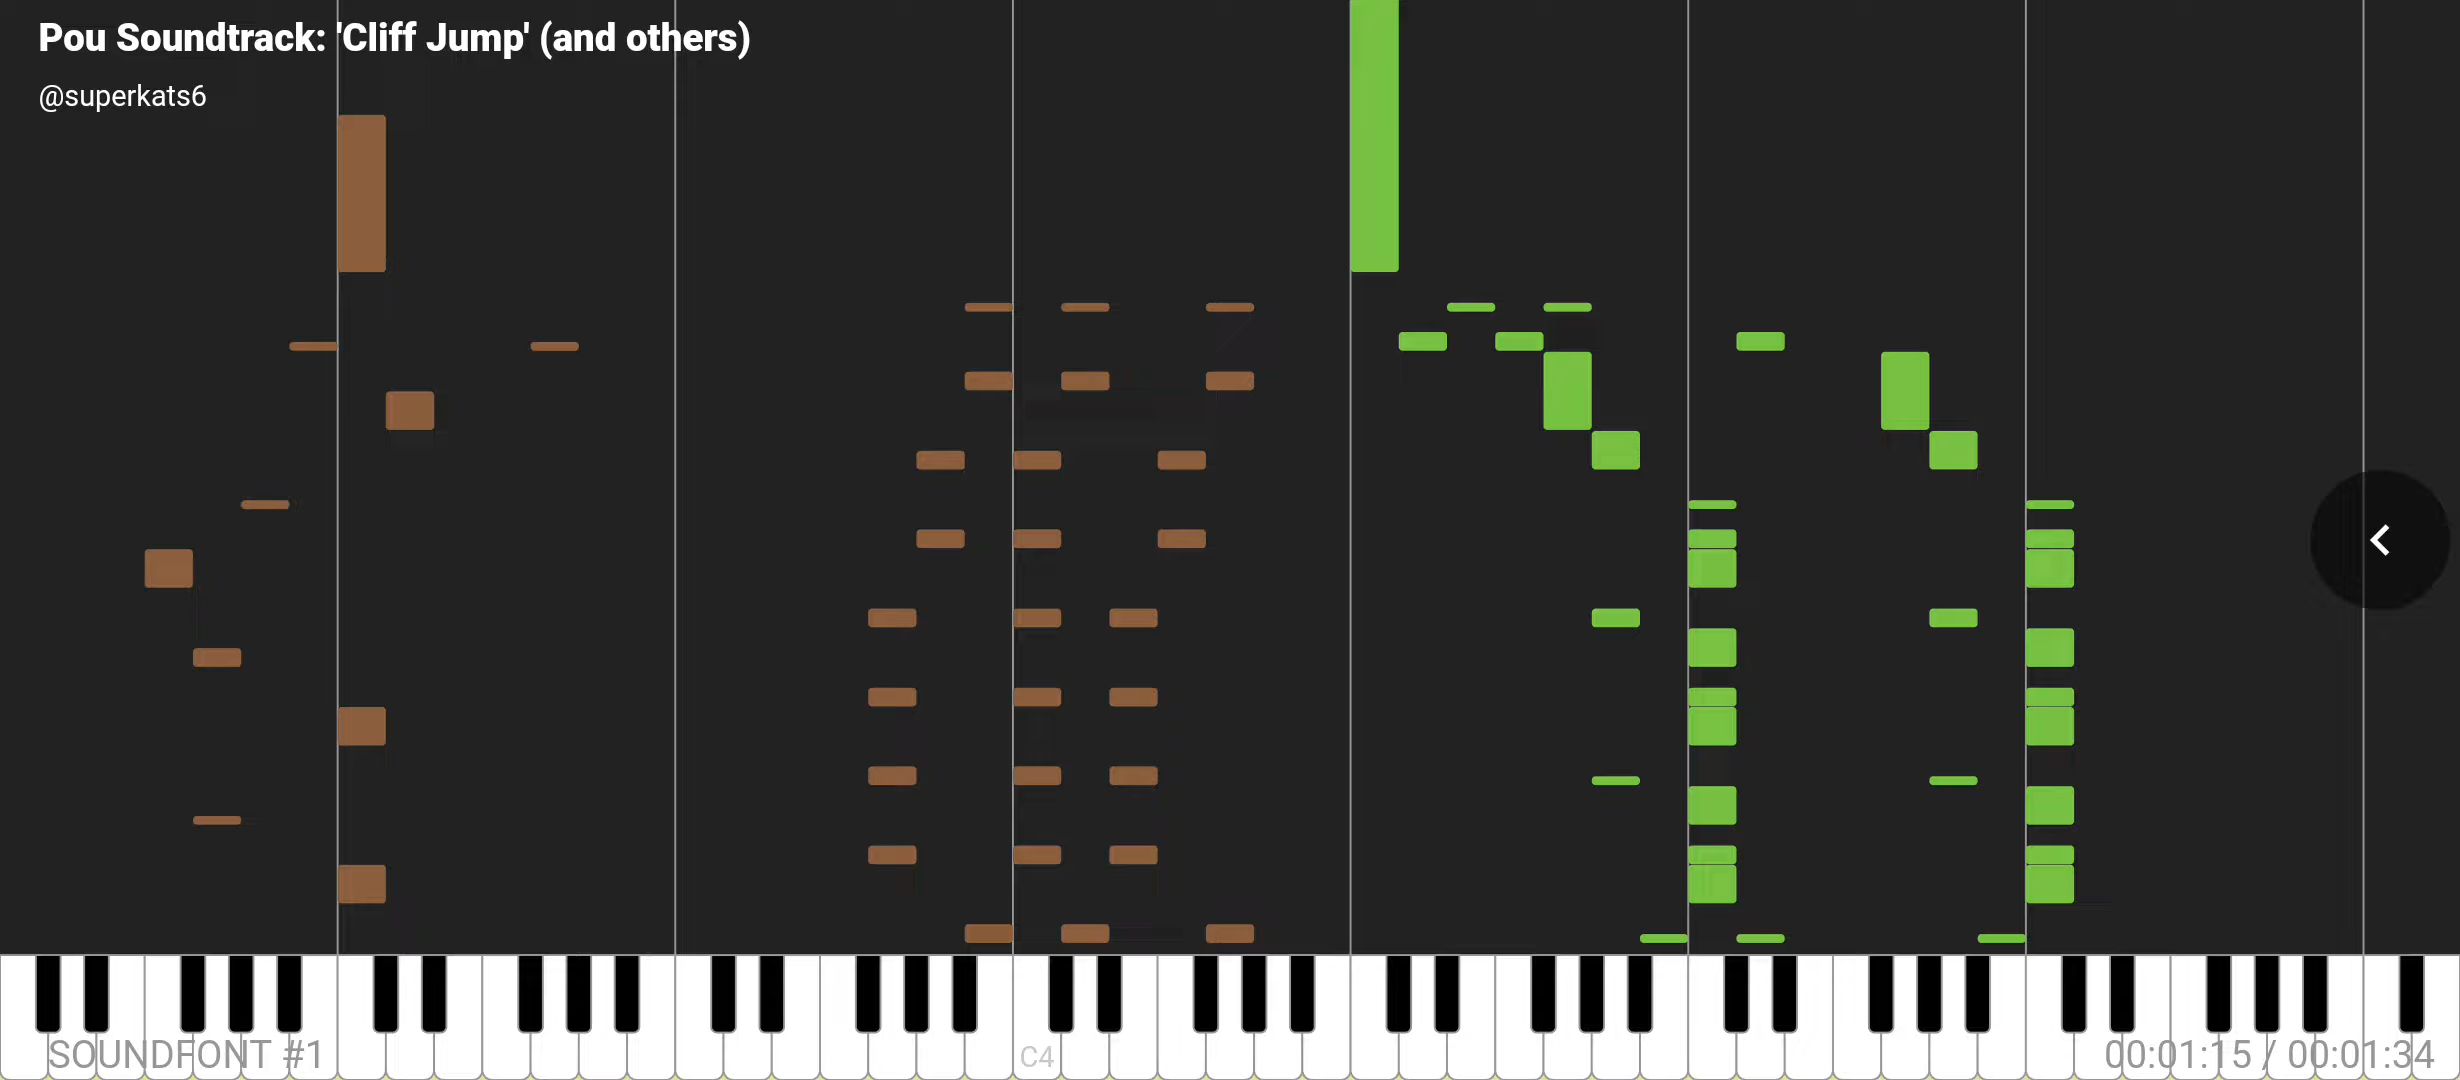 Pou Soundtrack: 'Cliff Jump' (and others)
@superkats6
SOUNDFONT #1
C4
00:01:15 / 00:01:34